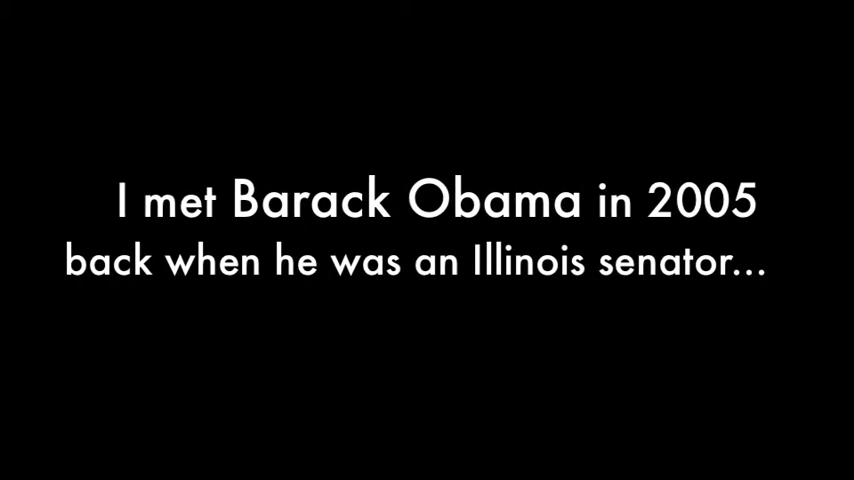 I met Barack Obama in 2005
back when he was an Illinois senator...